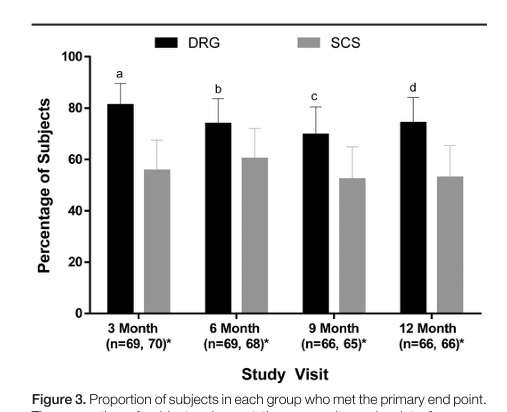 DRG SCS
100
80
60
40
20
0
Percentage of Subjects
a
b
c
d
3 Month 6 Month 9 Month 12 Month
(n=69, 70)* (n=69, 68)* (n=66, 65)* (n=66, 66)*
Study Visit
Figure 3. Proportion of subjects in each group who met the primary end point.